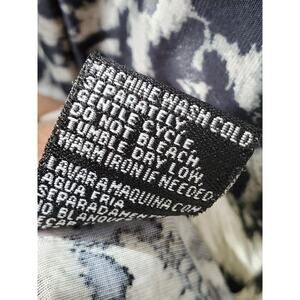 MACHINE WASH COLD
SEPARATELY,
GENTLE CYCLE,
DO NOT BLEACH,
TUMBLE DRY LOW,
WARM IRON IF NEEDED.
LAVAR A MAQUINA CON
AGUA FRIA
SEPARADAMEN